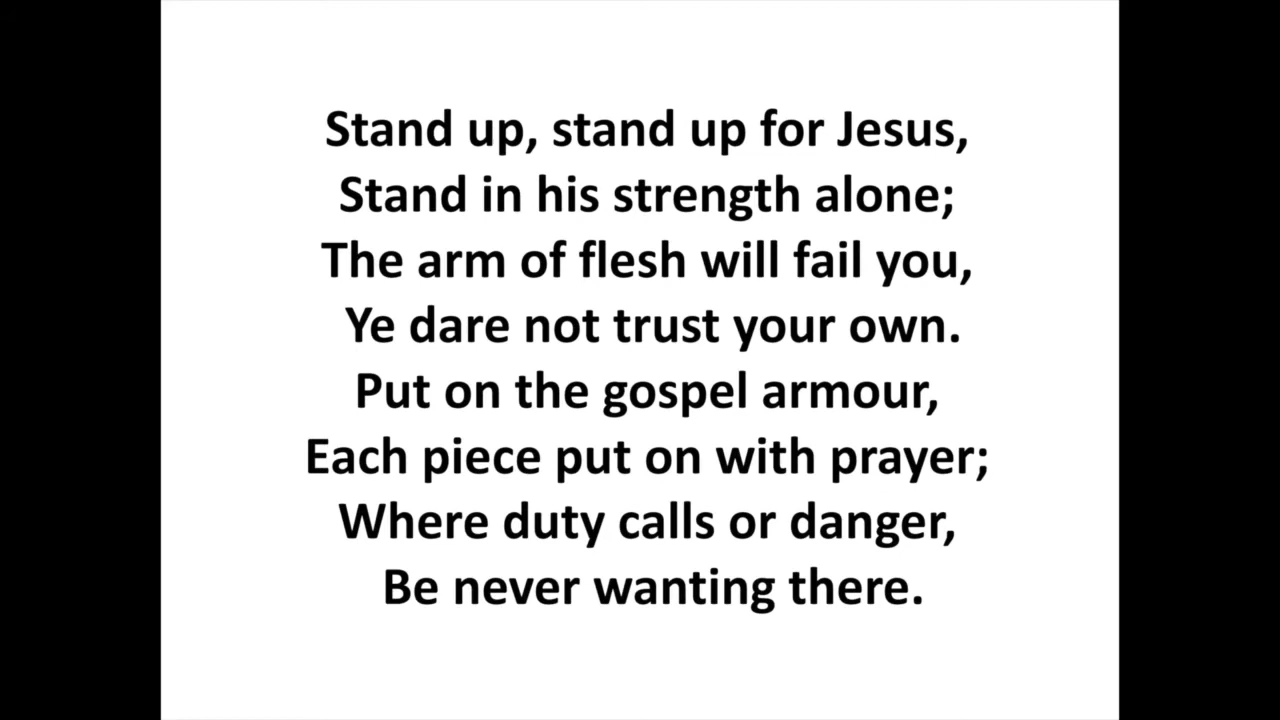 Stand up, stand up for Jesus,
Stand in his strength alone;
The arm of flesh will fail you,
Ye dare not trust your own.
Put on the gospel armour,
Each piece put on with prayer;
Where duty calls or danger,
Be never wanting there.